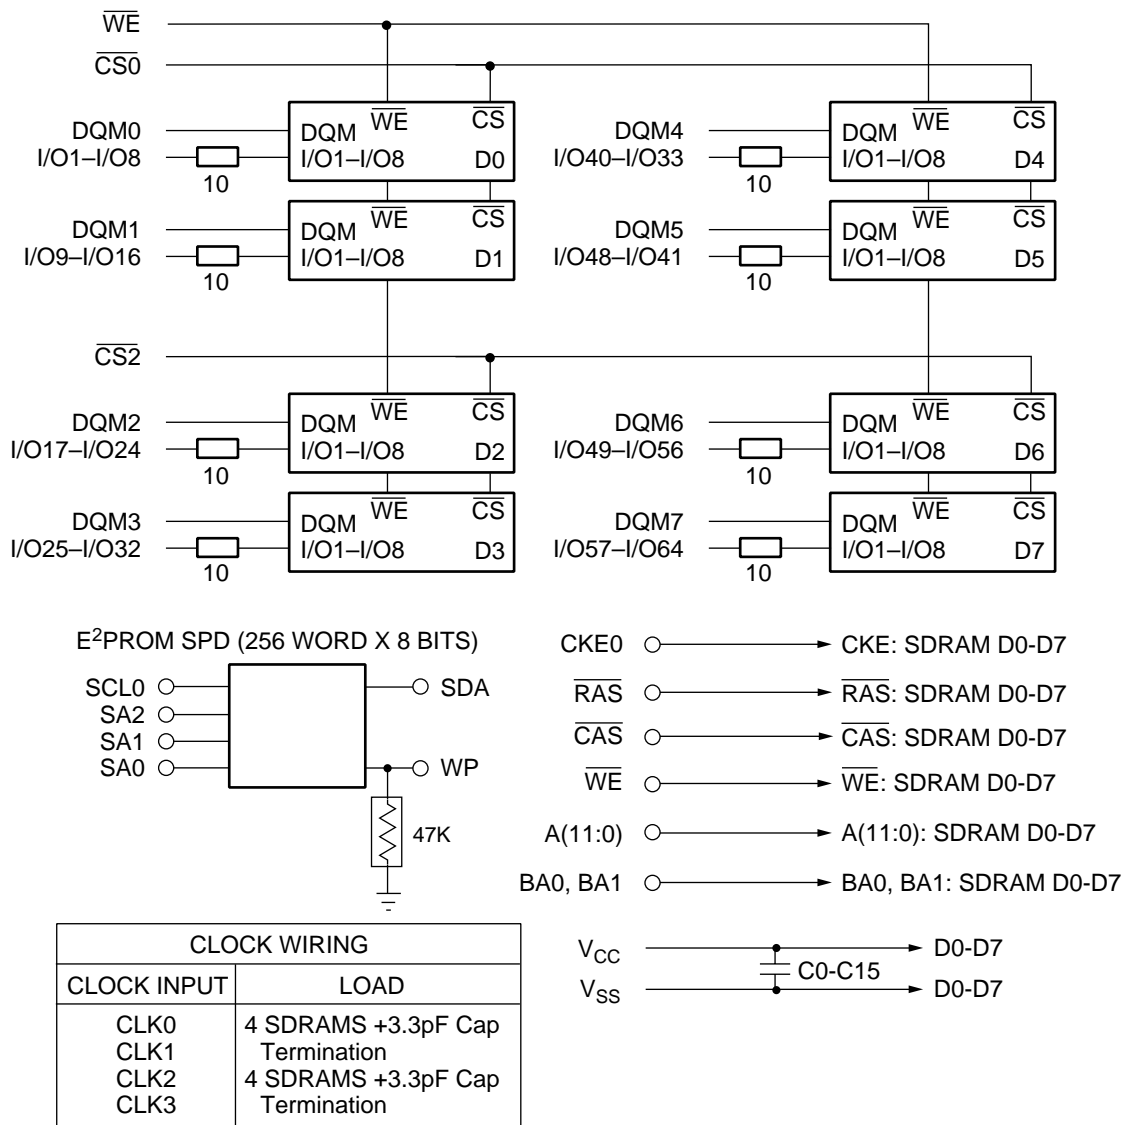 WE
CS0
DQM0 DQM WE CS DQM4 DQM WE CS
I/O1–I/O8 I/O1–I/O8 D0 I/O40–I/O33 I/O1–I/O8 D4
10 10
DQM1 DQM WE CS DQM5 DQM WE CS
I/O9–I/O16 I/O1–I/O8 D1 I/O48–I/O41 I/O1–I/O8 D5
10 10
CS2
DQM2 DQM WE CS DQM6 DQM WE CS
I/O17–I/O24 I/O1–I/O8 D2 I/O49–I/O56 I/O1–I/O8 D6
10 10
DQM3 DQM WE CS DQM7 DQM WE CS
I/O25–I/O32 I/O1–I/O8 D3 I/O57–I/O64 I/O1–I/O8 D7
10 10
E²PROM SPD (256 WORD X 8 BITS)
SCL0 SDA
SA2
SA1
SA0 WP
47K
CKE0 CKE: SDRAM D0-D7
RAS RAS: SDRAM D0-D7
CAS CAS: SDRAM D0-D7
WE WE: SDRAM D0-D7
A(11:0) A(11:0): SDRAM D0-D7
BA0, BA1 BA0, BA1: SDRAM D0-D7
VCC D0-D7
C0-C15
VSS D0-D7
CLOCK WIRING
CLOCK INPUT LOAD
CLK0 4 SDRAMS +3.3pF Cap
CLK1 Termination
CLK2 4 SDRAMS +3.3pF Cap
CLK3 Termination